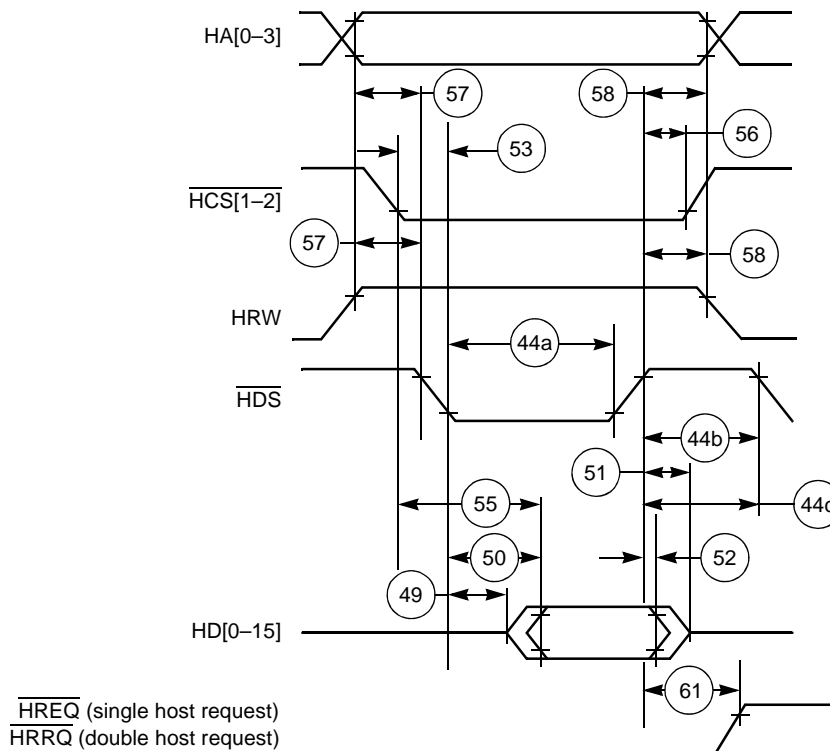 HA[0–3]
57
58
56
53
HCS[1–2]
57
58
HRW
44a
HDS
44b
51
55
44c
50
52
49
HD[0–15]
61
HREQ (single host request)
HRRQ (double host request)